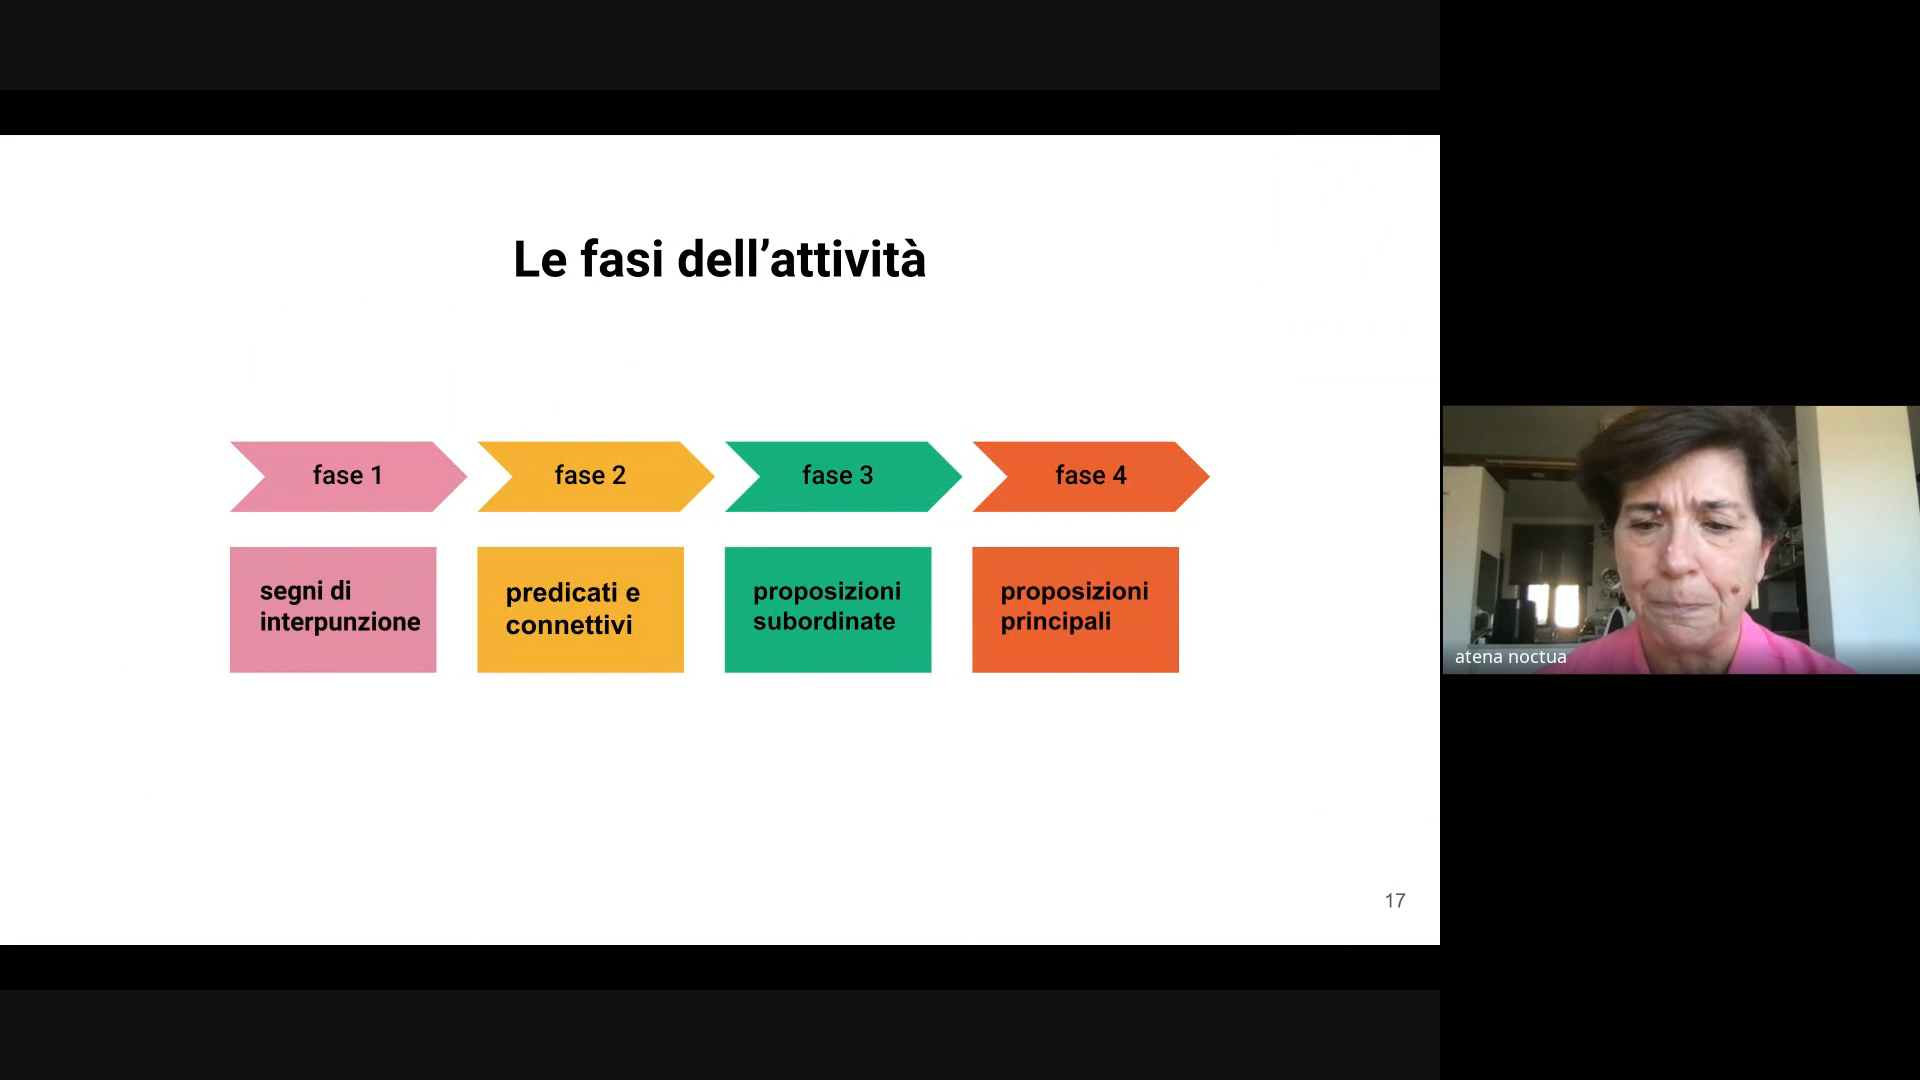 Le fasi dell’attività
fase 1
fase 2
fase 3
fase 4
segni di
interpunzione
predicati e
connettivi
proposizioni
subordinate
proposizioni
principali
17
atena noctua